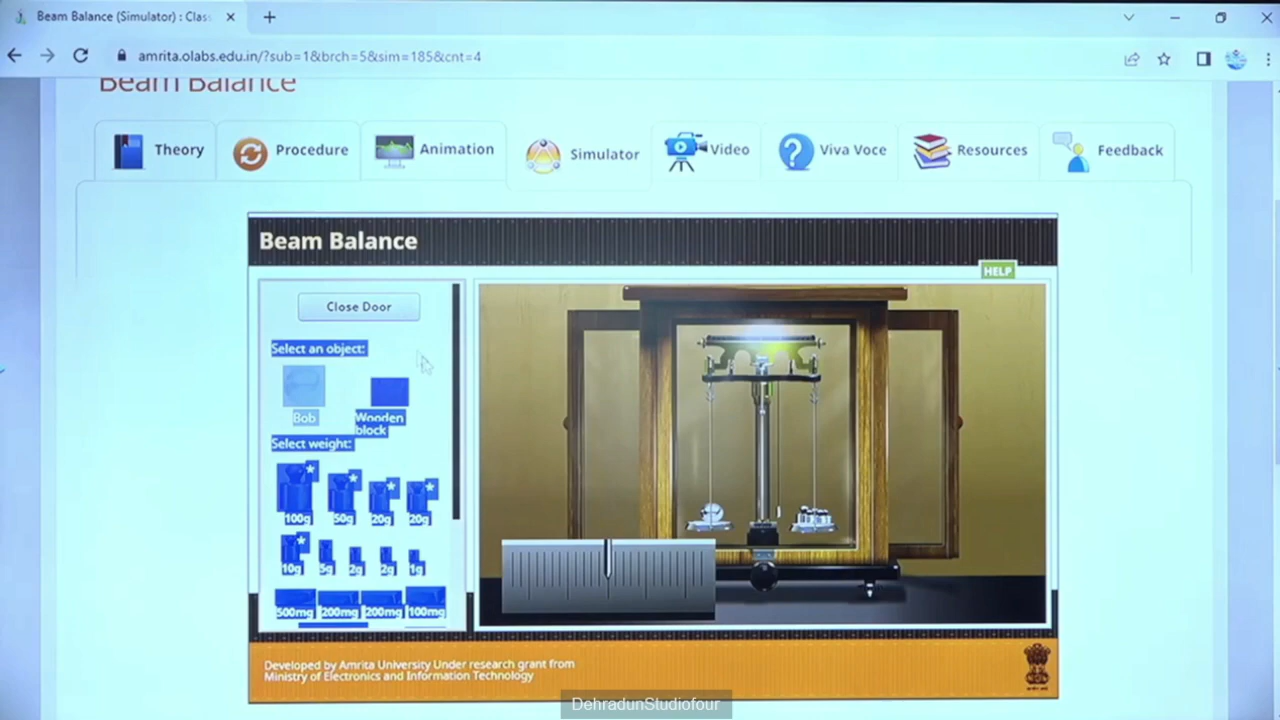 Beam Balance (Simulator) : Clas
amrita.olabs.edu.in/?sub=1&brch=5&sim=185&cnt=4
Beam Balance
Theory
Procedure
Animation
Simulator
Video
Viva Voce
Resources
Feedback
Beam Balance
HELP
Close Door
Select an object:
Bob
Wooden
block
Select weight:
100g 50g 20g 20g
10g 5g 2g 2g 1g
500mg 200mg 200mg 100mg
Developed by Amrita University Under research grant from
Ministry of Electronics and Information Technology
DehradunStudiofour